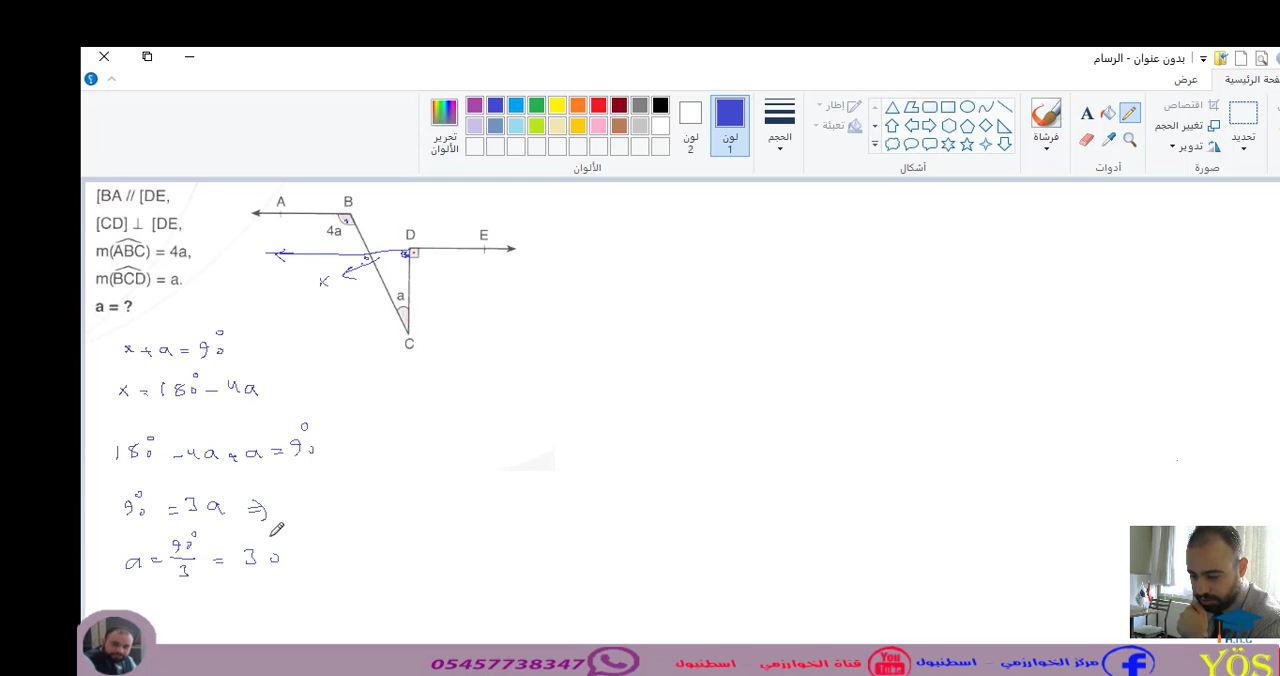 بدون عنوان - الرسام
الصفحة الرئيسية
عرض
تحديد
اقتصاص
تغيير الحجم
تدوير
صورة
A
أدوات
فرشاة
إطار
تعبئة
أشكال
الحجم
لون
1
لون
2
تحرير
الألوان
الألوان
[BA // [DE,
[CD] ⊥ [DE,
m(ABC) = 4a,
m(BCD) = a.
a = ?
A B
4a
D E
x
a
C
x + a = 90°
x = 180° - 4a
180° - 4a + a = 90°
90° = 3a ⇒
a = 90°/3 = 30
05457738347
قناة الخوارزمي - اسطنبول
You Tube
مركز الخوارزمي - اسطنبول
f
YÖS